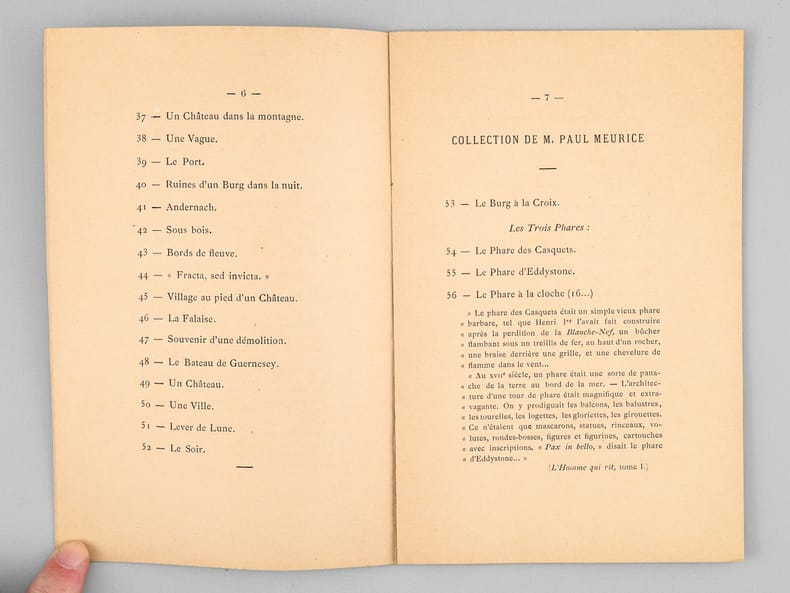 — 6 —
37 — Un Château dans la montagne.
38 — Une Vague.
39 — Le Port.
40 — Ruines d'un Burg dans la nuit.
41 — Andernach.
42 — Sous bois.
43 — Bords de fleuve.
44 — « Fracta, sed invicta. »
45 — Village au pied d'un Château.
46 — La Falaise.
47 — Souvenir d'une démolition.
48 — Le Bateau de Guernesey.
49 — Un Château.
50 — Une Ville.
51 — Lever de Lune.
52 — Le Soir.
— 7 —
COLLECTION DE M. PAUL MEURICE
53 — Le Burg à la Croix.
Les Trois Phares :
54 — Le Phare des Casquets.
55 — Le Phare d'Eddystone.
56 — Le Phare à la cloche (16...)
« Le phare des Casquets était un simple vieux phare
« barbare, tel que Henri Ier l'avait fait construire
« après la perdition de la Blanche-Nef, un bûcher
« flambant sous un treillis de fer, au haut d'un rocher,
« une braise derrière une grille, et une chevelure de
« flamme dans le vent...
« Au XVIIe siècle, un phare était une sorte de pana-
« che de la terre au bord de la mer. — L'architec-
« ture d'une tour de phare était magnifique et extra-
« vagante. On y prodiguait les balcons, les balustres,
« les tourelles, les logettes, les gloriettes, les girouettes.
« Ce n'étaient que mascarons, statues, rinceaux, vo-
« lutes, rondes-bosses, figures et figurines, cartouches
« avec inscriptions. « Pax in bello, » disait le phare
« d'Eddystone... »
(L'Homme qui rit, tome I.)